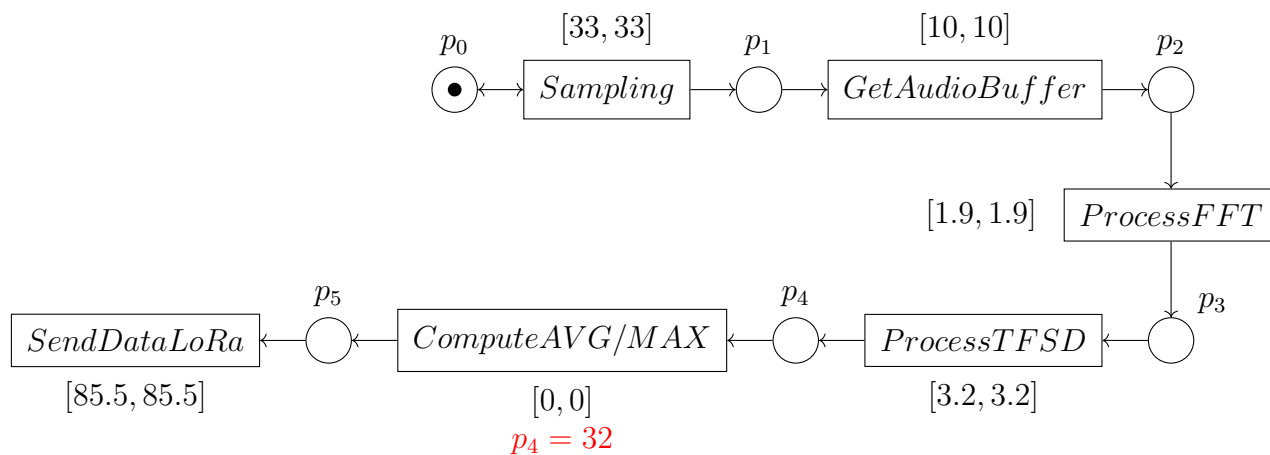 [33, 33]
[10, 10]
p0
p1
p2
Sampling
GetAudioBuffer
[1.9, 1.9]
ProcessFFT
p5
p4
p3
SendDataLoRa
ComputeAVG/MAX
ProcessTFSD
[85.5, 85.5]
[0, 0]
[3.2, 3.2]
p4 = 32